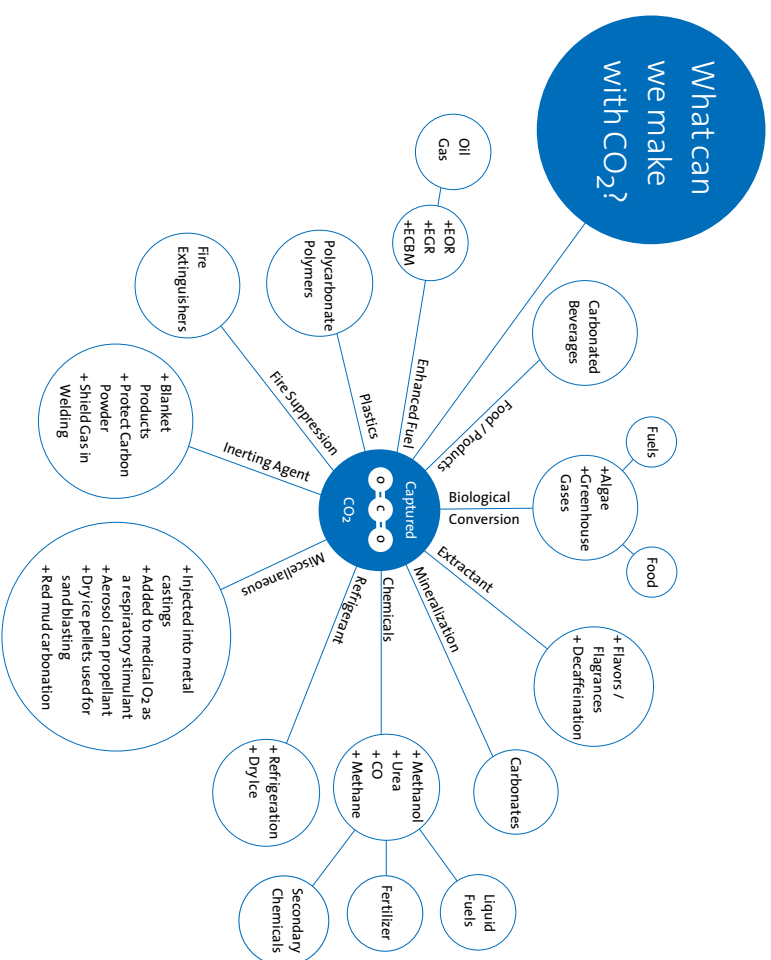 What can
we make
with CO₂?
Oil
Gas
+EOR
+EGR
+ECBM
Enhanced Fuel
Carbonated
Beverages
Food / Products
Fuels
Food
+Algae
+Greenhouse
Gases
Biological
Conversion
+ Flavors /
Flagrances
+ Decaffeination
Extractant
Carbonates
Mineralization
Liquid
Fuels
Fertilizer
Secondary
Chemicals
+ Methanol
+ Urea
+ CO
+ Methane
Chemicals
+ Refrigeration
+ Dry Ice
Refrigerant
+ Injected into metal
castings
+ Added to medical O₂ as
a respiratory stimulant
+ Aerosol can propellant
+ Dry ice pellets used for
sand blasting
+ Red mud carbonation
Miscellaneous
+ Blanket
Products
+ Protect Carbon
Powder
+ Shield Gas in
Welding
Inerting Agent
Fire
Extinguishers
Fire Suppression
Polycarbonate
Polymers
Plastics
Captured
O C O
CO₂